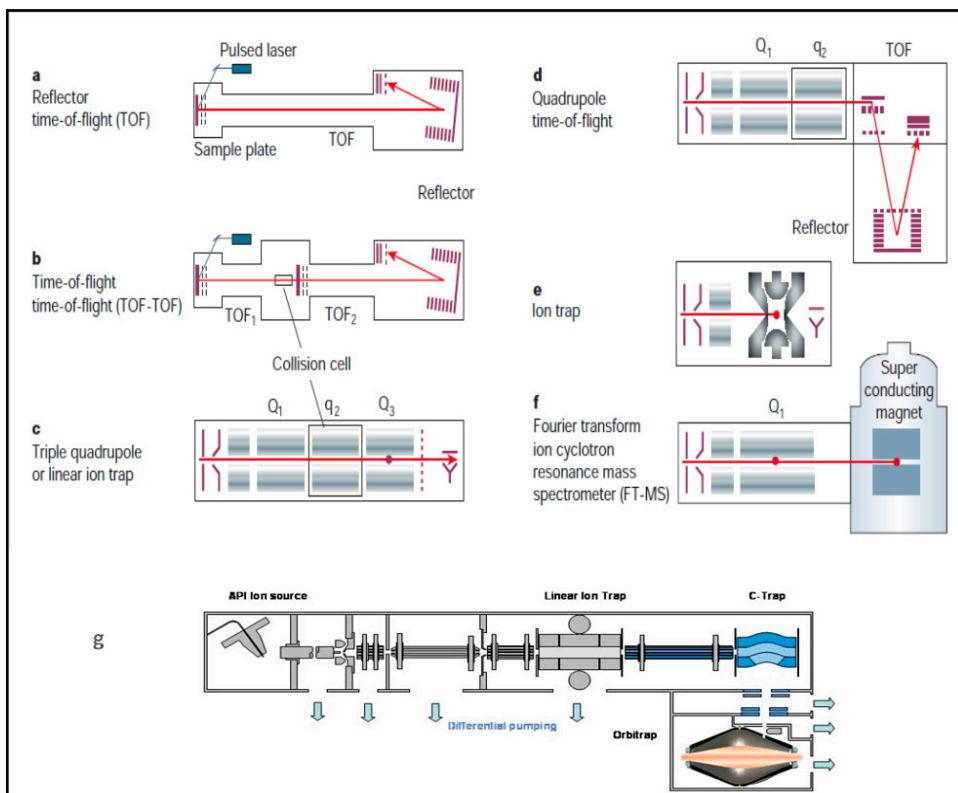 Pulsed laser
a
Reflector
time-of-flight (TOF)
Sample plate
TOF
Reflector
b
Time-of-flight
time-of-flight (TOF-TOF)
TOF1
TOF2
Collision cell
c
Triple quadrupole
or linear ion trap
Q1
q2
Q3
d
Quadrupole
time-of-flight
Q1
q2
TOF
Reflector
e
Ion trap
f
Fourier transform
ion cyclotron
resonance mass
spectrometer (FT-MS)
Q1
Super
conducting
magnet
g
API Ion source
Linear Ion Trap
C-Trap
Differential pumping
Orbitrap